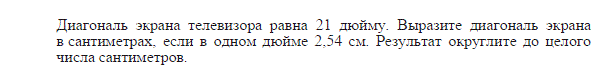 Диагональ экрана телевизора равна 21 дюйму. Выразите диагональ экрана
в сантиметрах, если в одном дюйме 2,54 см. Результат округлите до целого
числа сантиметров.